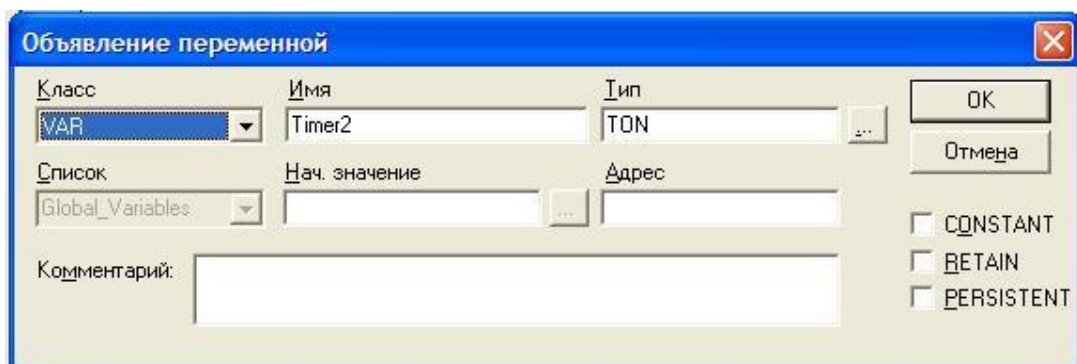 Объявление переменной
Класс Имя Тип
VAR Timer2 TON ... OK
Отмена
Список Нач. значение Адрес
Global_Variables ...
CONSTANT
Комментарий: RETAIN
PERSISTENT